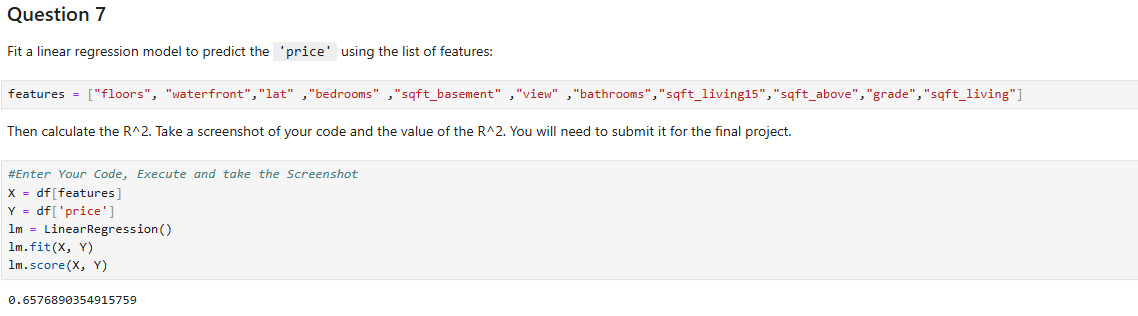 Question 7
Fit a linear regression model to predict the 'price' using the list of features:
features = ["floors", "waterfront","lat" ,"bedrooms" ,"sqft_basement" ,"view" ,"bathrooms","sqft_living15","sqft_above","grade","sqft_living"]
Then calculate the R^2. Take a screenshot of your code and the value of the R^2. You will need to submit it for the final project.
#Enter Your Code, Execute and take the Screenshot
X = df[features]
Y = df['price']
lm = LinearRegression()
lm.fit(X, Y)
lm.score(X, Y)
0.6576890354915759